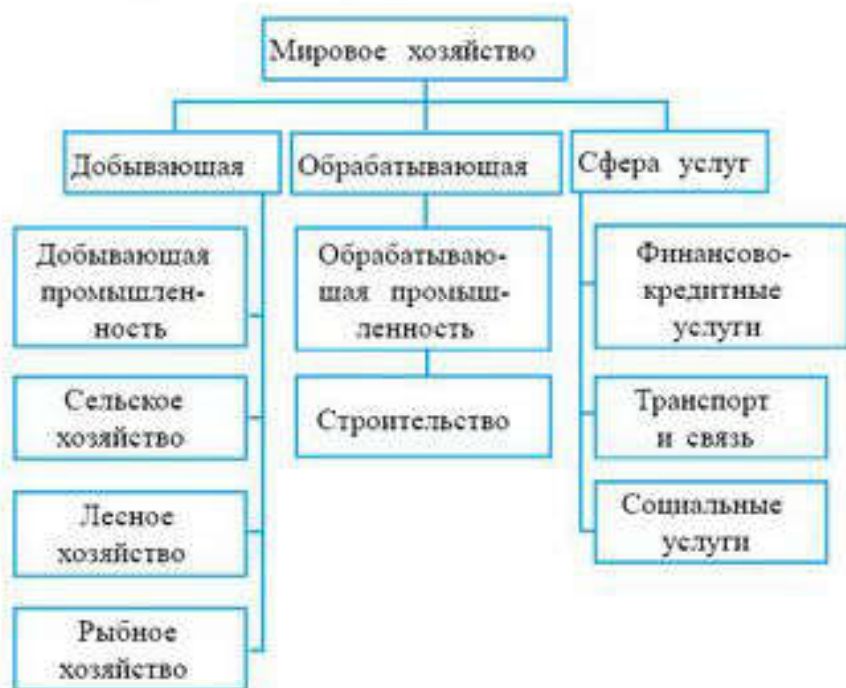 Мировое хозяйство
Добывающая
Обрабатывающая
Сфера услуг
Добывающая
промышлен-
ность
Сельское
хозяйство
Лесное
хозяйство
Рыбное
хозяйство
Обрабатываю-
щая промыш-
ленность
Строительство
Финансово-
кредитные
услуги
Транспорт
и связь
Социальные
услуги